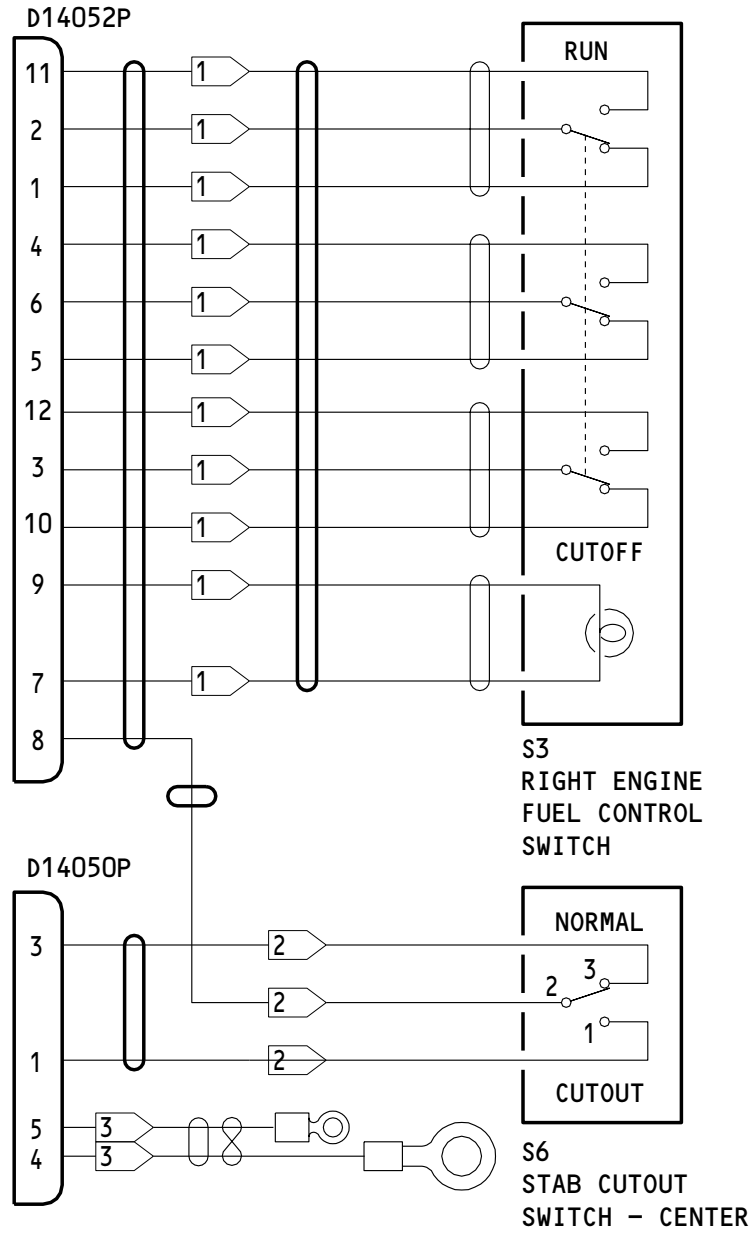 D14052P
11 1 RUN
2 1
1 1
4 1
6 1
5 1
12 1
3 1
10 1
CUTOFF
9 1
7 1
8
S3
RIGHT ENGINE
FUEL CONTROL
SWITCH
D14050P
NORMAL
3 2
2 2 3
1
1 2
CUTOUT
5 3
4 3
S6
STAB CUTOUT
SWITCH - CENTER